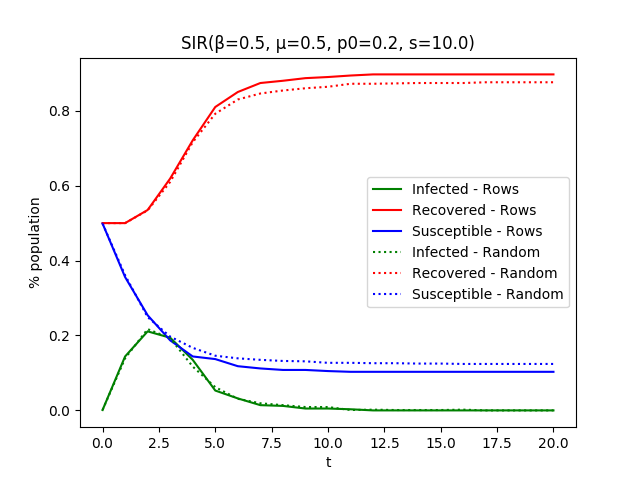 SIR(β=0.5, μ=0.5, p0=0.2, s=10.0)
% population
0.8
0.6
0.4
0.2
0.0
Infected - Rows
Recovered - Rows
Susceptible - Rows
Infected - Random
Recovered - Random
Susceptible - Random
0.0 2.5 5.0 7.5 10.0 12.5 15.0 17.5 20.0
t